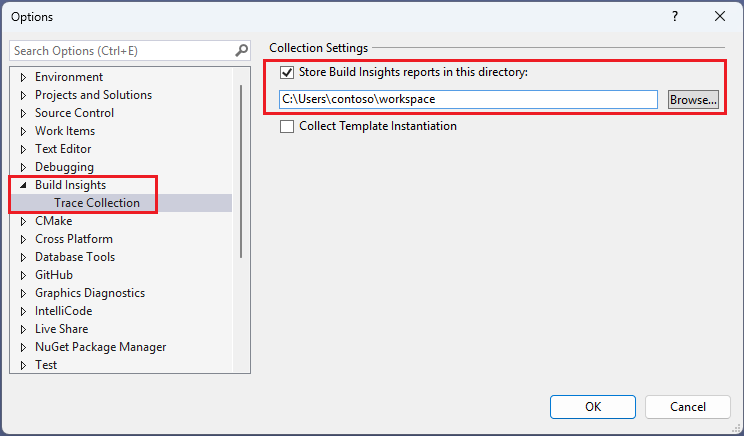 Options
?
Search Options (Ctrl+E)
Environment
Projects and Solutions
Source Control
Work Items
Text Editor
Debugging
Build Insights
Trace Collection
CMake
Cross Platform
Database Tools
GitHub
Graphics Diagnostics
IntelliCode
Live Share
NuGet Package Manager
Test
Collection Settings
Store Build Insights reports in this directory:
C:\Users\contoso\workspace
Browse...
Collect Template Instantiation
OK
Cancel